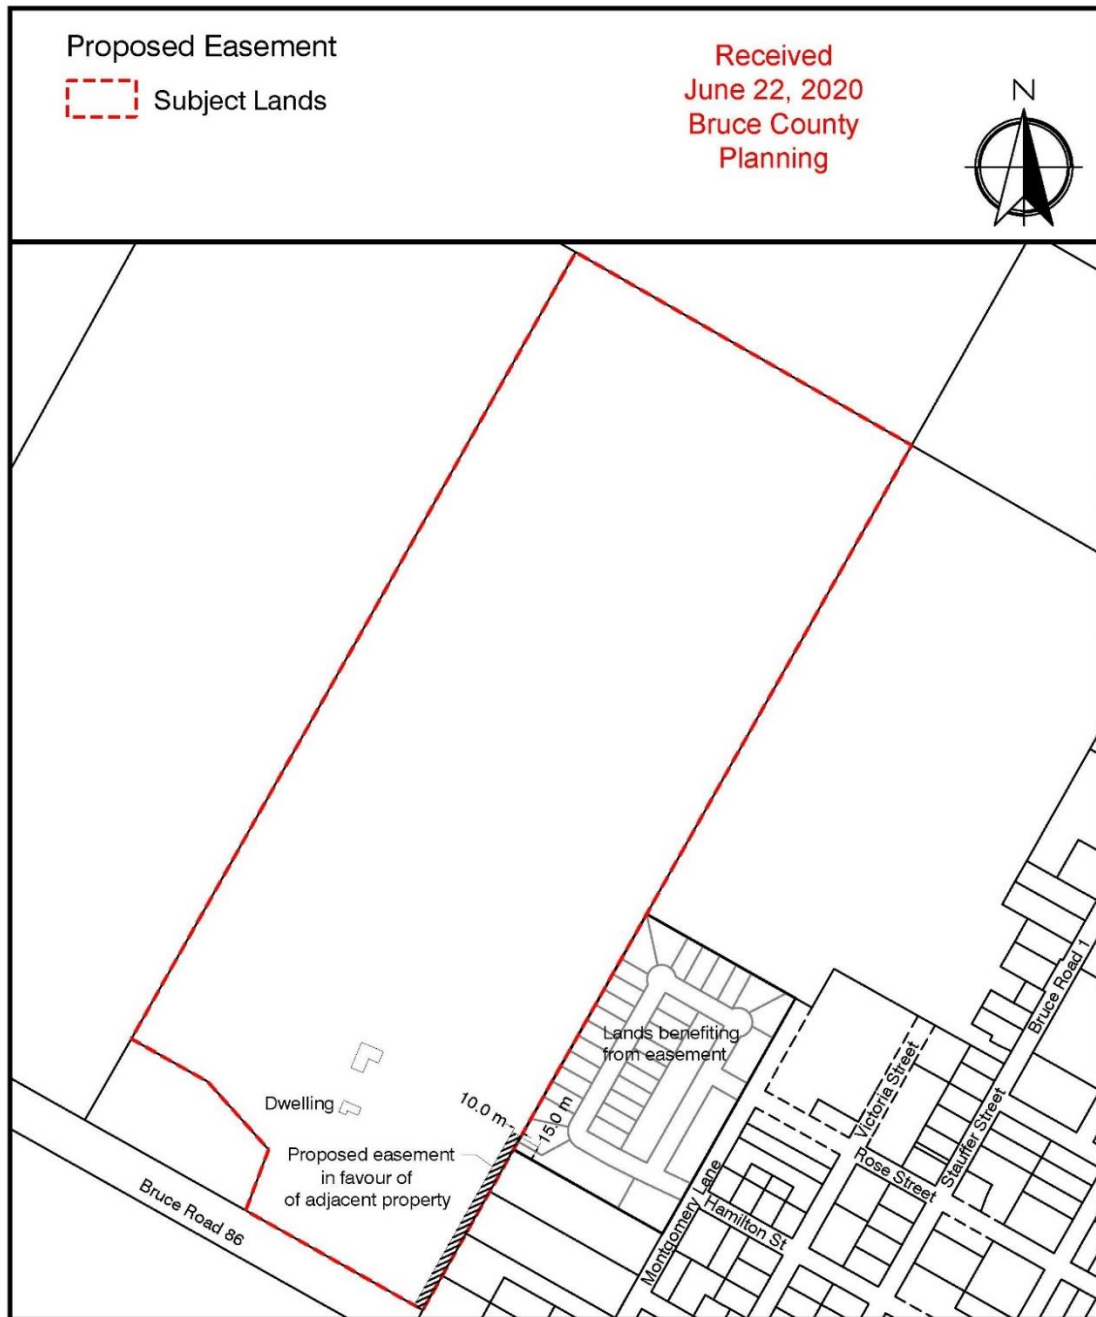 Proposed Easement
Subject Lands
Received
June 22, 2020
Bruce County
Planning
N
Lands benefiting
from easement
Bruce Road 1
Victoria Street
Stauffer Street
Rose Street
Dwelling
10.0 m
15.0 m
Proposed easement
in favour of
of adjacent property
Bruce Road 86
Montgomery Lane
Hamilton St